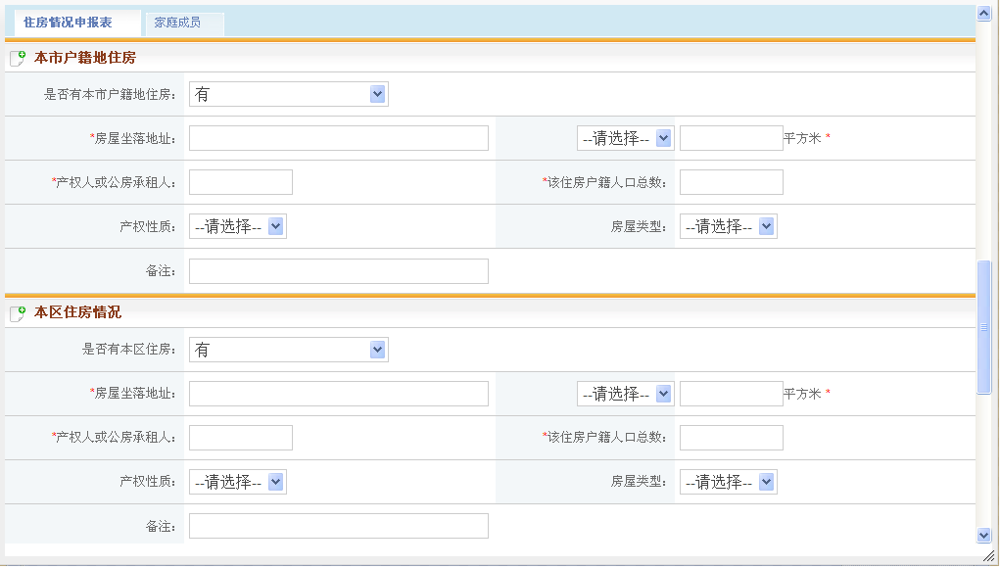 住房情况申报表 家庭成员
本市户籍地住房
是否有本市户籍地住房： 有
*房屋坐落地址： --请选择-- 平方米 *
*产权人或公房承租人： *该住房户籍人口总数：
产权性质： --请选择-- 房屋类型： --请选择--
备注：
本区住房情况
是否有本区住房： 有
*房屋坐落地址： --请选择-- 平方米 *
*产权人或公房承租人： *该住房户籍人口总数：
产权性质： --请选择-- 房屋类型： --请选择--
备注：